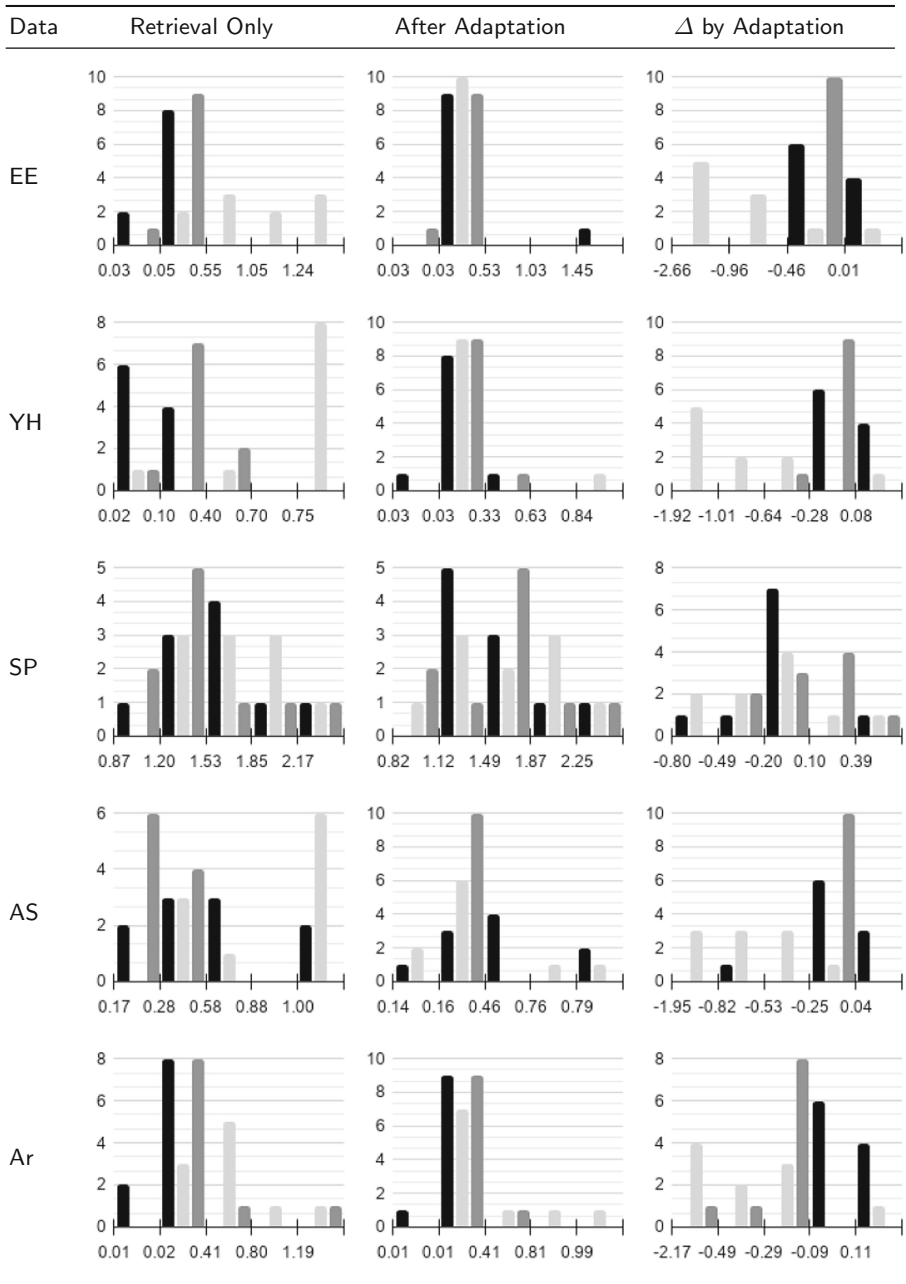 Data Retrieval Only After Adaptation Δ by Adaptation
EE
10 8 6 4 2 0
0.03 0.05 0.55 1.05 1.24
10 8 6 4 2 0
0.03 0.03 0.53 1.03 1.45
10 8 6 4 2 0
-2.66 -0.96 -0.46 0.01
YH
8 6 4 2 0
0.02 0.10 0.40 0.70 0.75
10 8 6 4 2 0
0.03 0.03 0.33 0.63 0.84
10 8 6 4 2 0
-1.92 -1.01 -0.64 -0.28 0.08
SP
5 4 3 2 1 0
0.87 1.20 1.53 1.85 2.17
5 4 3 2 1 0
0.82 1.12 1.49 1.87 2.25
8 6 4 2 0
-0.80 -0.49 -0.20 0.10 0.39
AS
6 4 2 0
0.17 0.28 0.58 0.88 1.00
10 8 6 4 2 0
0.14 0.16 0.46 0.76 0.79
10 8 6 4 2 0
-1.95 -0.82 -0.53 -0.25 0.04
Ar
8 6 4 2 0
0.01 0.02 0.41 0.80 1.19
10 8 6 4 2 0
0.01 0.01 0.41 0.81 0.99
8 6 4 2 0
-2.17 -0.49 -0.29 -0.09 0.11